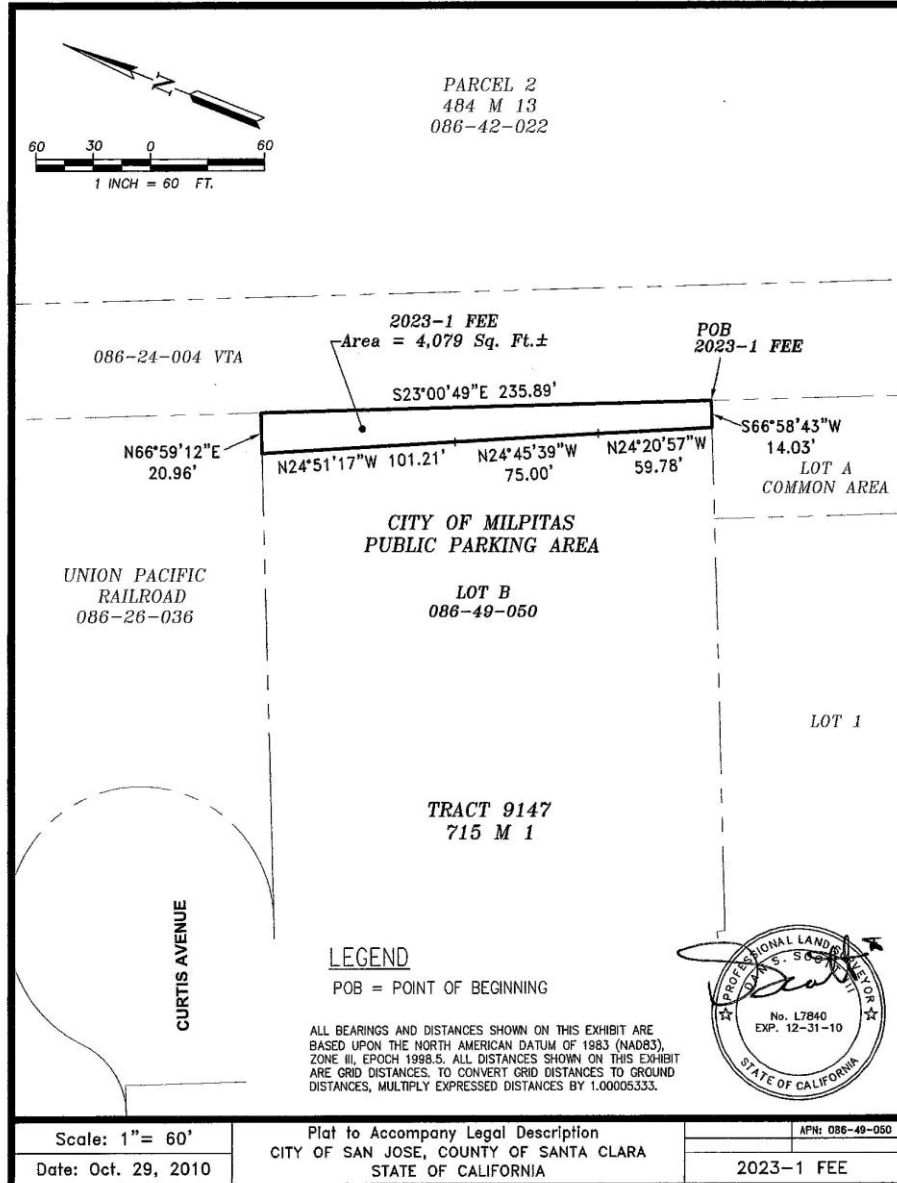 N
60 30 0 60
1 INCH = 60 FT.
PARCEL 2
484 M 13
086-42-022
2023-1 FEE
Area = 4,079 Sq. Ft.±
086-24-004 VTA
POB
2023-1 FEE
S23°00'49"E 235.89'
N66°59'12"E
20.96'
N24°51'17"W 101.21'
N24°45'39"W
75.00'
N24°20'57"W
59.78'
S66°58'43"W
14.03'
LOT A
COMMON AREA
CITY OF MILPITAS
PUBLIC PARKING AREA
LOT B
086-49-050
UNION PACIFIC
RAILROAD
086-26-036
LOT 1
TRACT 9147
715 M 1
CURTIS AVENUE
LEGEND
POB = POINT OF BEGINNING
ALL BEARINGS AND DISTANCES SHOWN ON THIS EXHIBIT ARE
BASED UPON THE NORTH AMERICAN DATUM OF 1983 (NAD83),
ZONE III, EPOCH 1998.5. ALL DISTANCES SHOWN ON THIS EXHIBIT
ARE GRID DISTANCES. TO CONVERT GRID DISTANCES TO GROUND
DISTANCES, MULTIPLY EXPRESSED DISTANCES BY 1.00005333.
PROFESSIONAL LAND SURVEYOR
DAN S. SCOTT III
No. L7840
EXP. 12-31-10
STATE OF CALIFORNIA
Scale: 1"= 60'
Date: Oct. 29, 2010
Plat to Accompany Legal Description
CITY OF SAN JOSE, COUNTY OF SANTA CLARA
STATE OF CALIFORNIA
APN: 086-49-050
2023-1 FEE